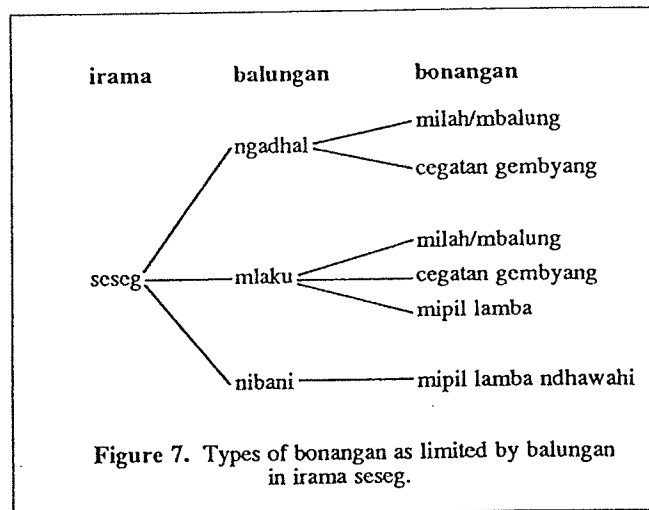 irama balungan bonangan
milah/mbalung
ngadhal
cegatan gembyang
milah/mbalung
seseg mlaku cegatan gembyang
mipil lamba
nibani mipil lamba ndhawahi
Figure 7. Types of bonangan as limited by balungan
in irama seseg.